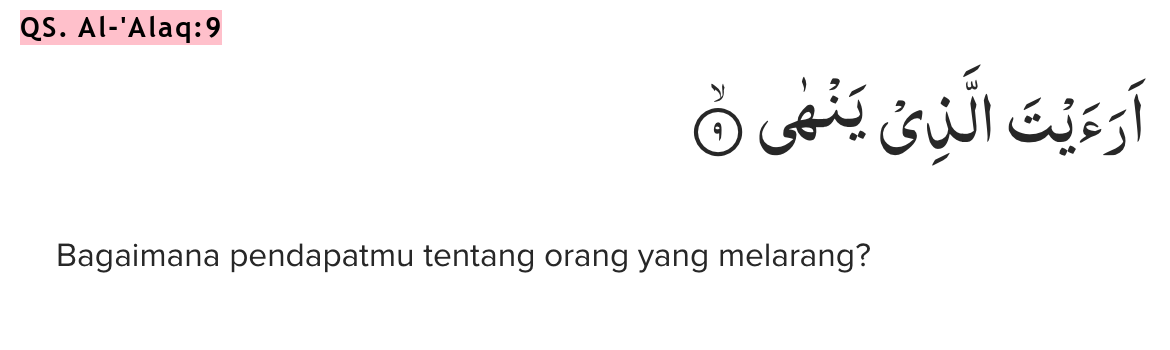 QS. Al-'Alaq:9
اَرَءَيْتَ الَّذِيْ يَنْهٰىۙ ۝٩
Bagaimana pendapatmu tentang orang yang melarang?